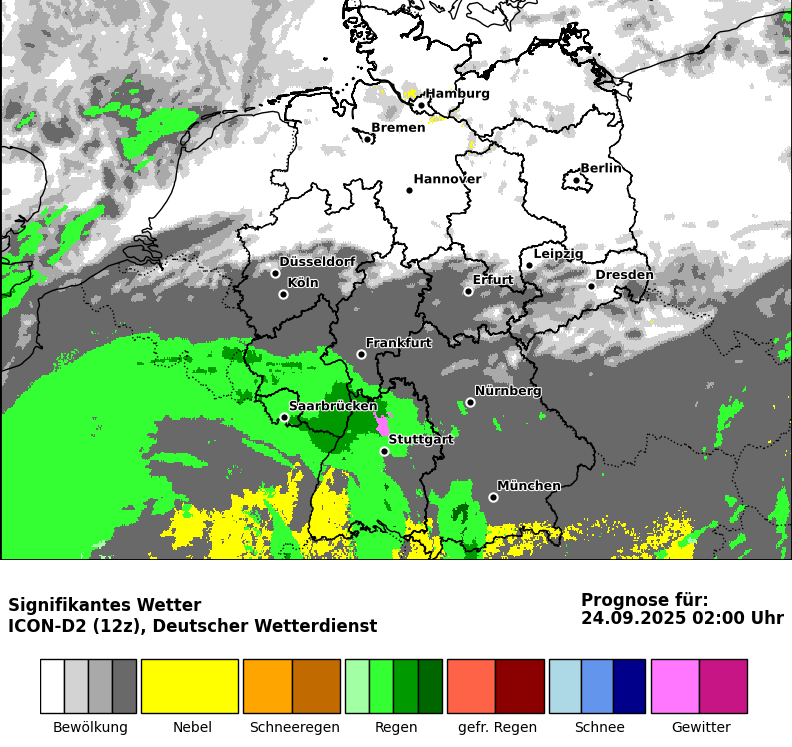 Hamburg
Bremen
Berlin
Hannover
Leipzig
Düsseldorf
Dresden
Köln
Erfurt
Frankfurt
Nürnberg
Saarbrücken
Stuttgart
München
Signifikantes Wetter
ICON-D2 (12z), Deutscher Wetterdienst
Prognose für:
24.09.2025 02:00 Uhr
Bewölkung Nebel Schneeregen Regen gefr. Regen Schnee Gewitter